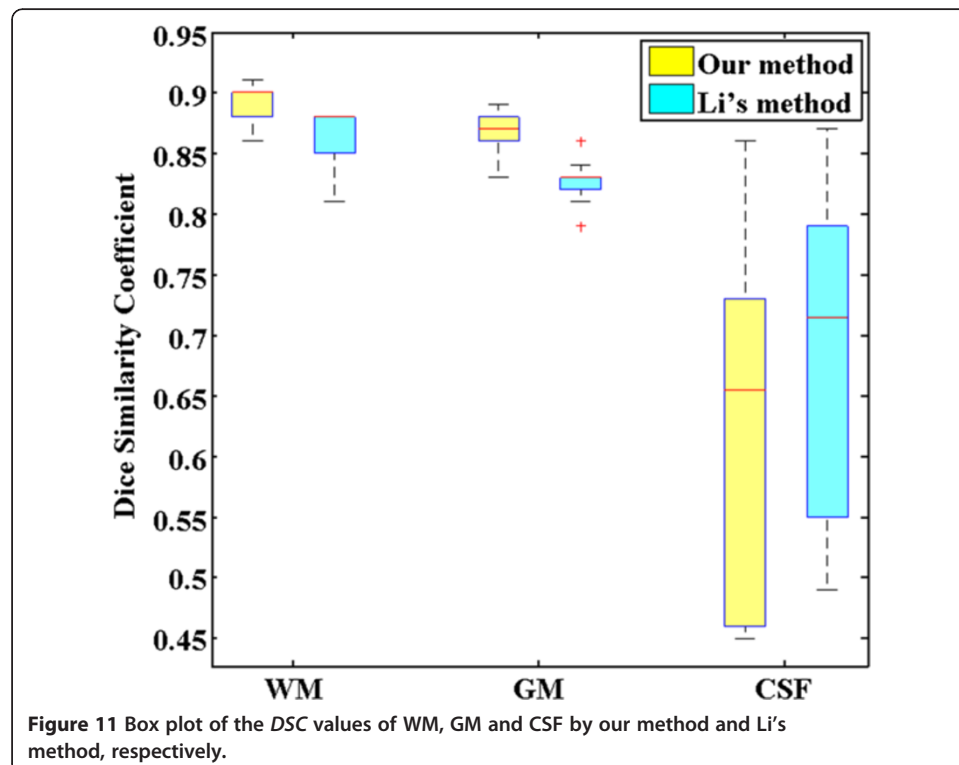 0.95
0.9
0.85
0.8
0.75
0.7
0.65
0.6
0.55
0.5
0.45
Dice Similarity Coefficient
Our method
Li's method
WM GM CSF
Figure 11 Box plot of the DSC values of WM, GM and CSF by our method and Li's
method, respectively.